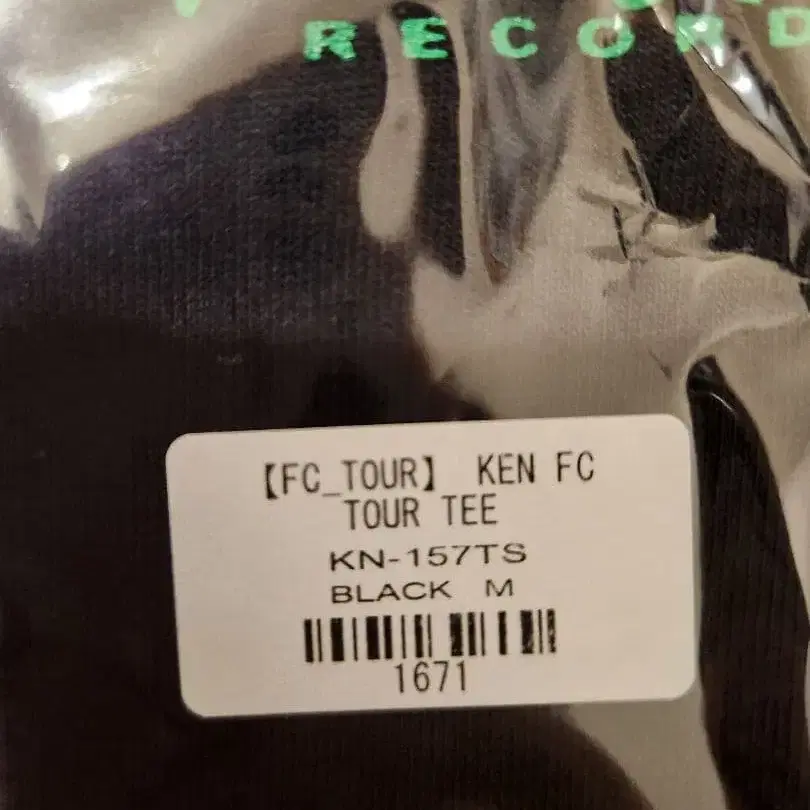 RECORD
【FC_TOUR】 KEN FC
TOUR TEE
KN-157TS
BLACK M
1671